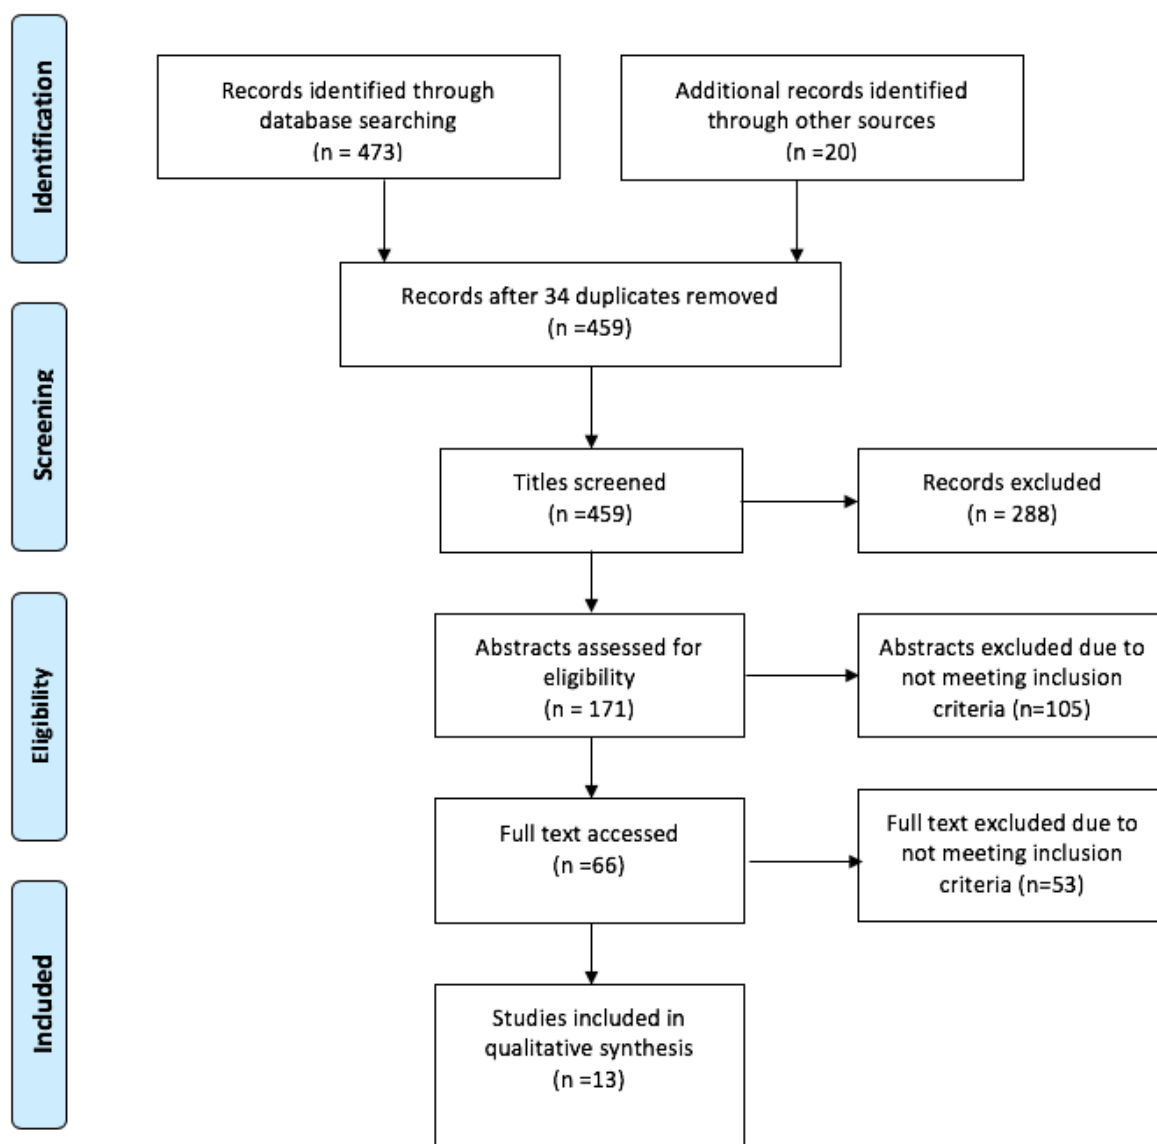 Identification
Records identified through
database searching
(n = 473)
Additional records identified
through other sources
(n =20)
Records after 34 duplicates removed
(n =459)
Screening
Titles screened
(n =459)
Records excluded
(n = 288)
Eligibility
Abstracts assessed for
eligibility
(n = 171)
Abstracts excluded due to
not meeting inclusion
criteria (n=105)
Full text accessed
(n =66)
Full text excluded due to
not meeting inclusion
criteria (n=53)
Included
Studies included in
qualitative synthesis
(n =13)